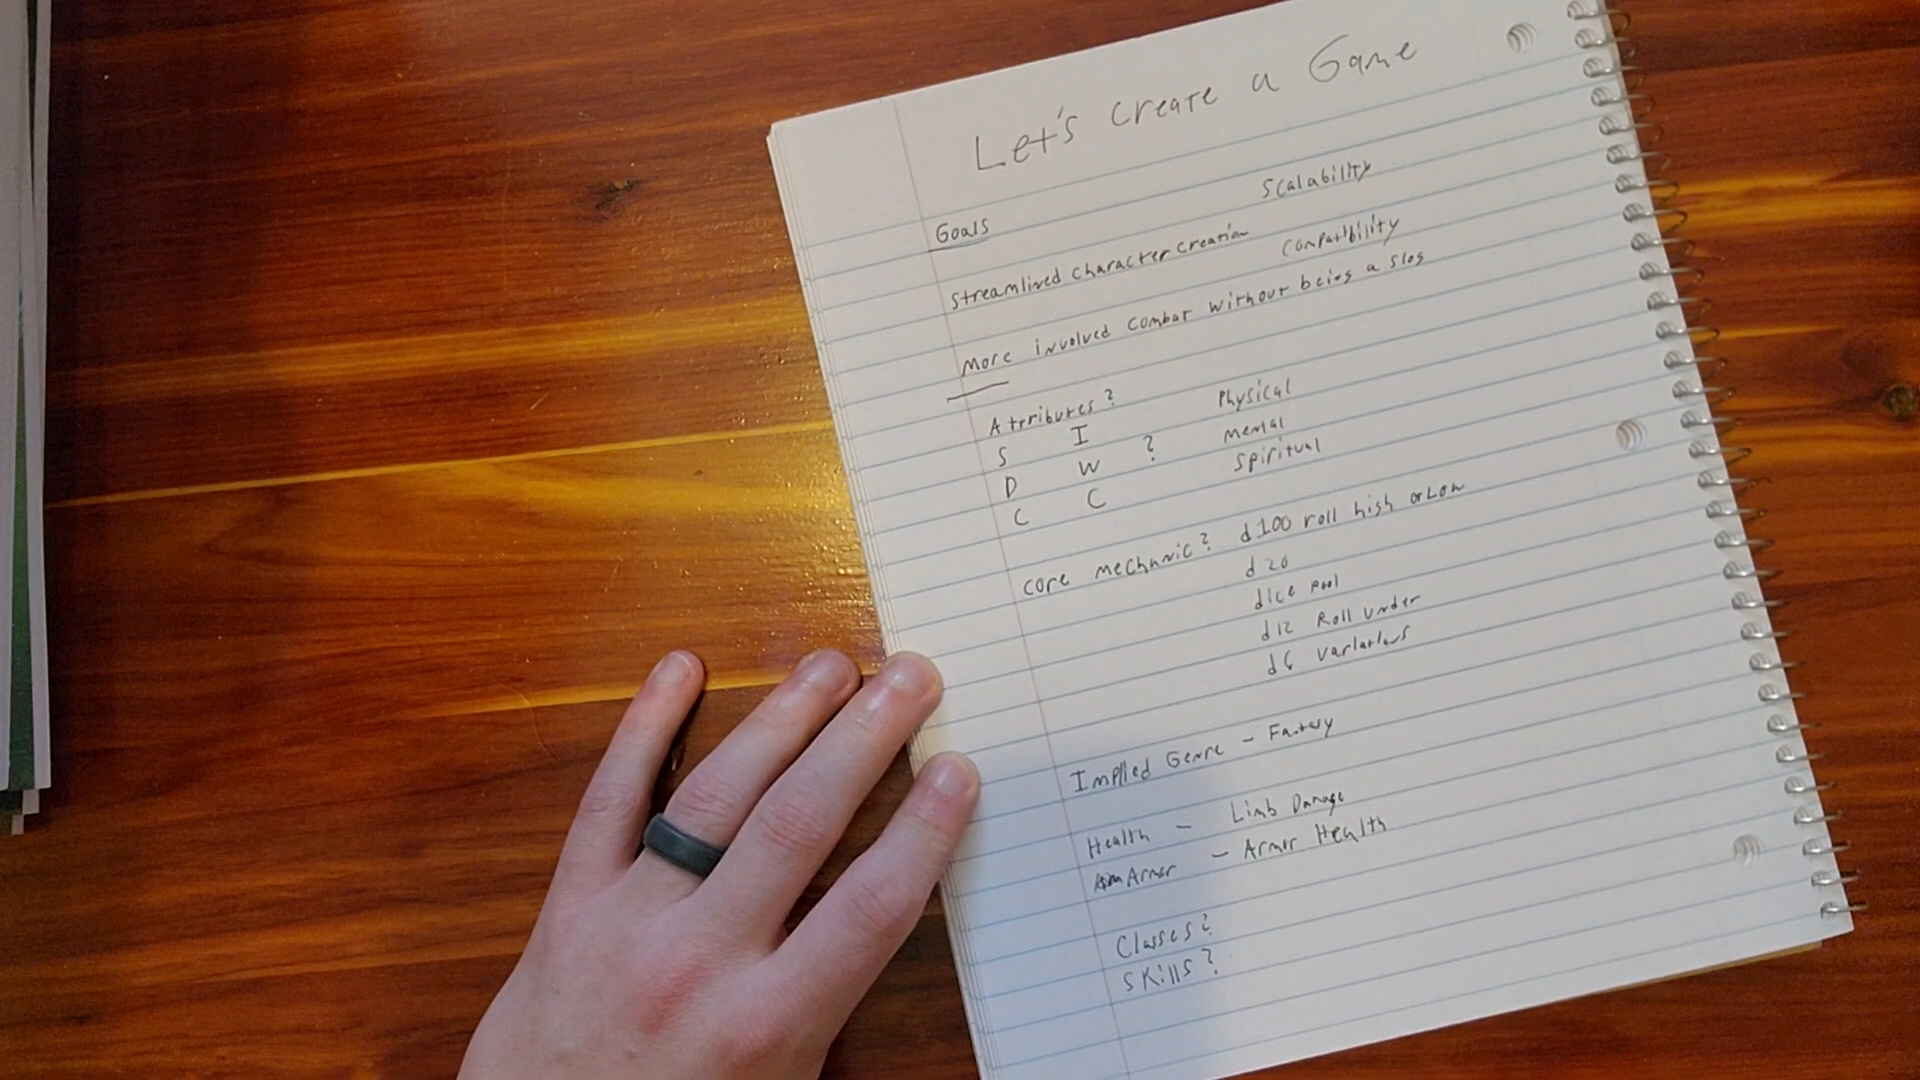 Let's Create a Game
Goals
Scalability
Streamlined Character Creation
Compatibility
More involved Combat without being a slog
Attributes?
S I
D W ?
C C
Physical
Mental
Spiritual
Core mechanic? d100 roll high or Low
d20
dice pool
d12 Roll under
d6 variations
Implied Genre - Fantasy
Health - Limb Damage
Armor - Armor Health
Classes?
Skills?